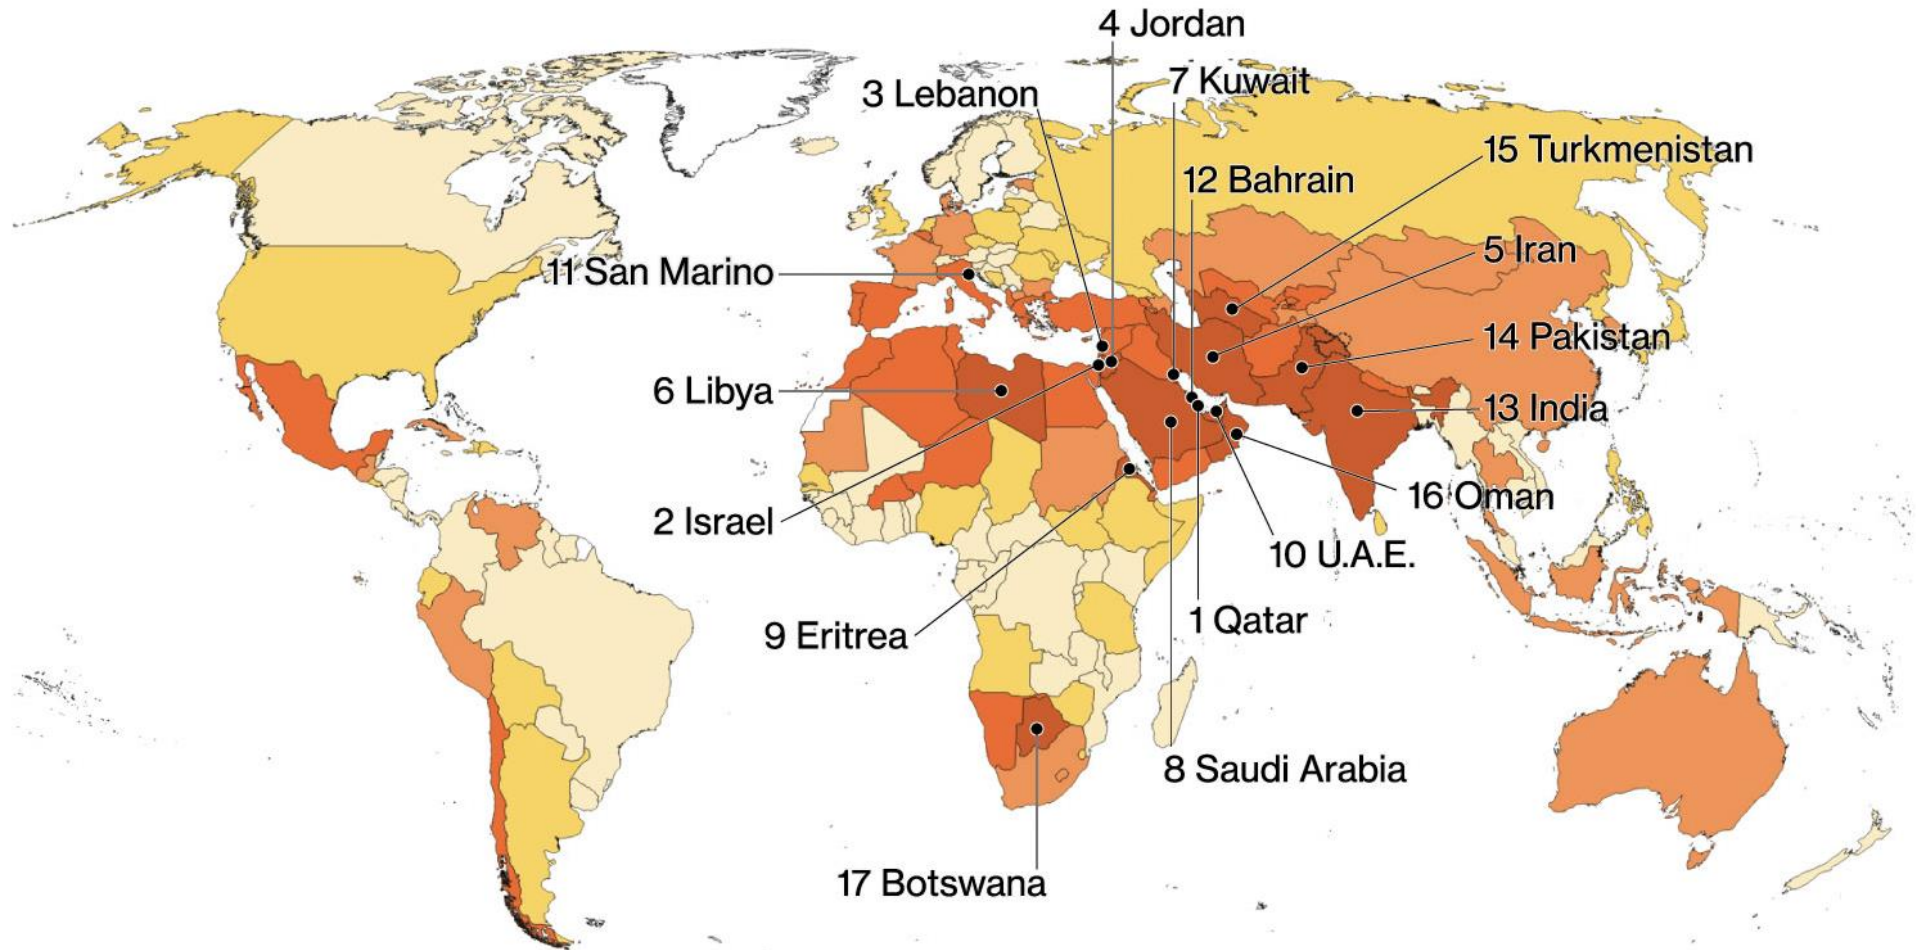 4 Jordan
7 Kuwait
3 Lebanon
15 Turkmenistan
12 Bahrain
5 Iran
11 San Marino
14 Pakistan
6 Libya
13 India
16 Oman
2 Israel
10 U.A.E.
1 Qatar
9 Eritrea
8 Saudi Arabia
17 Botswana